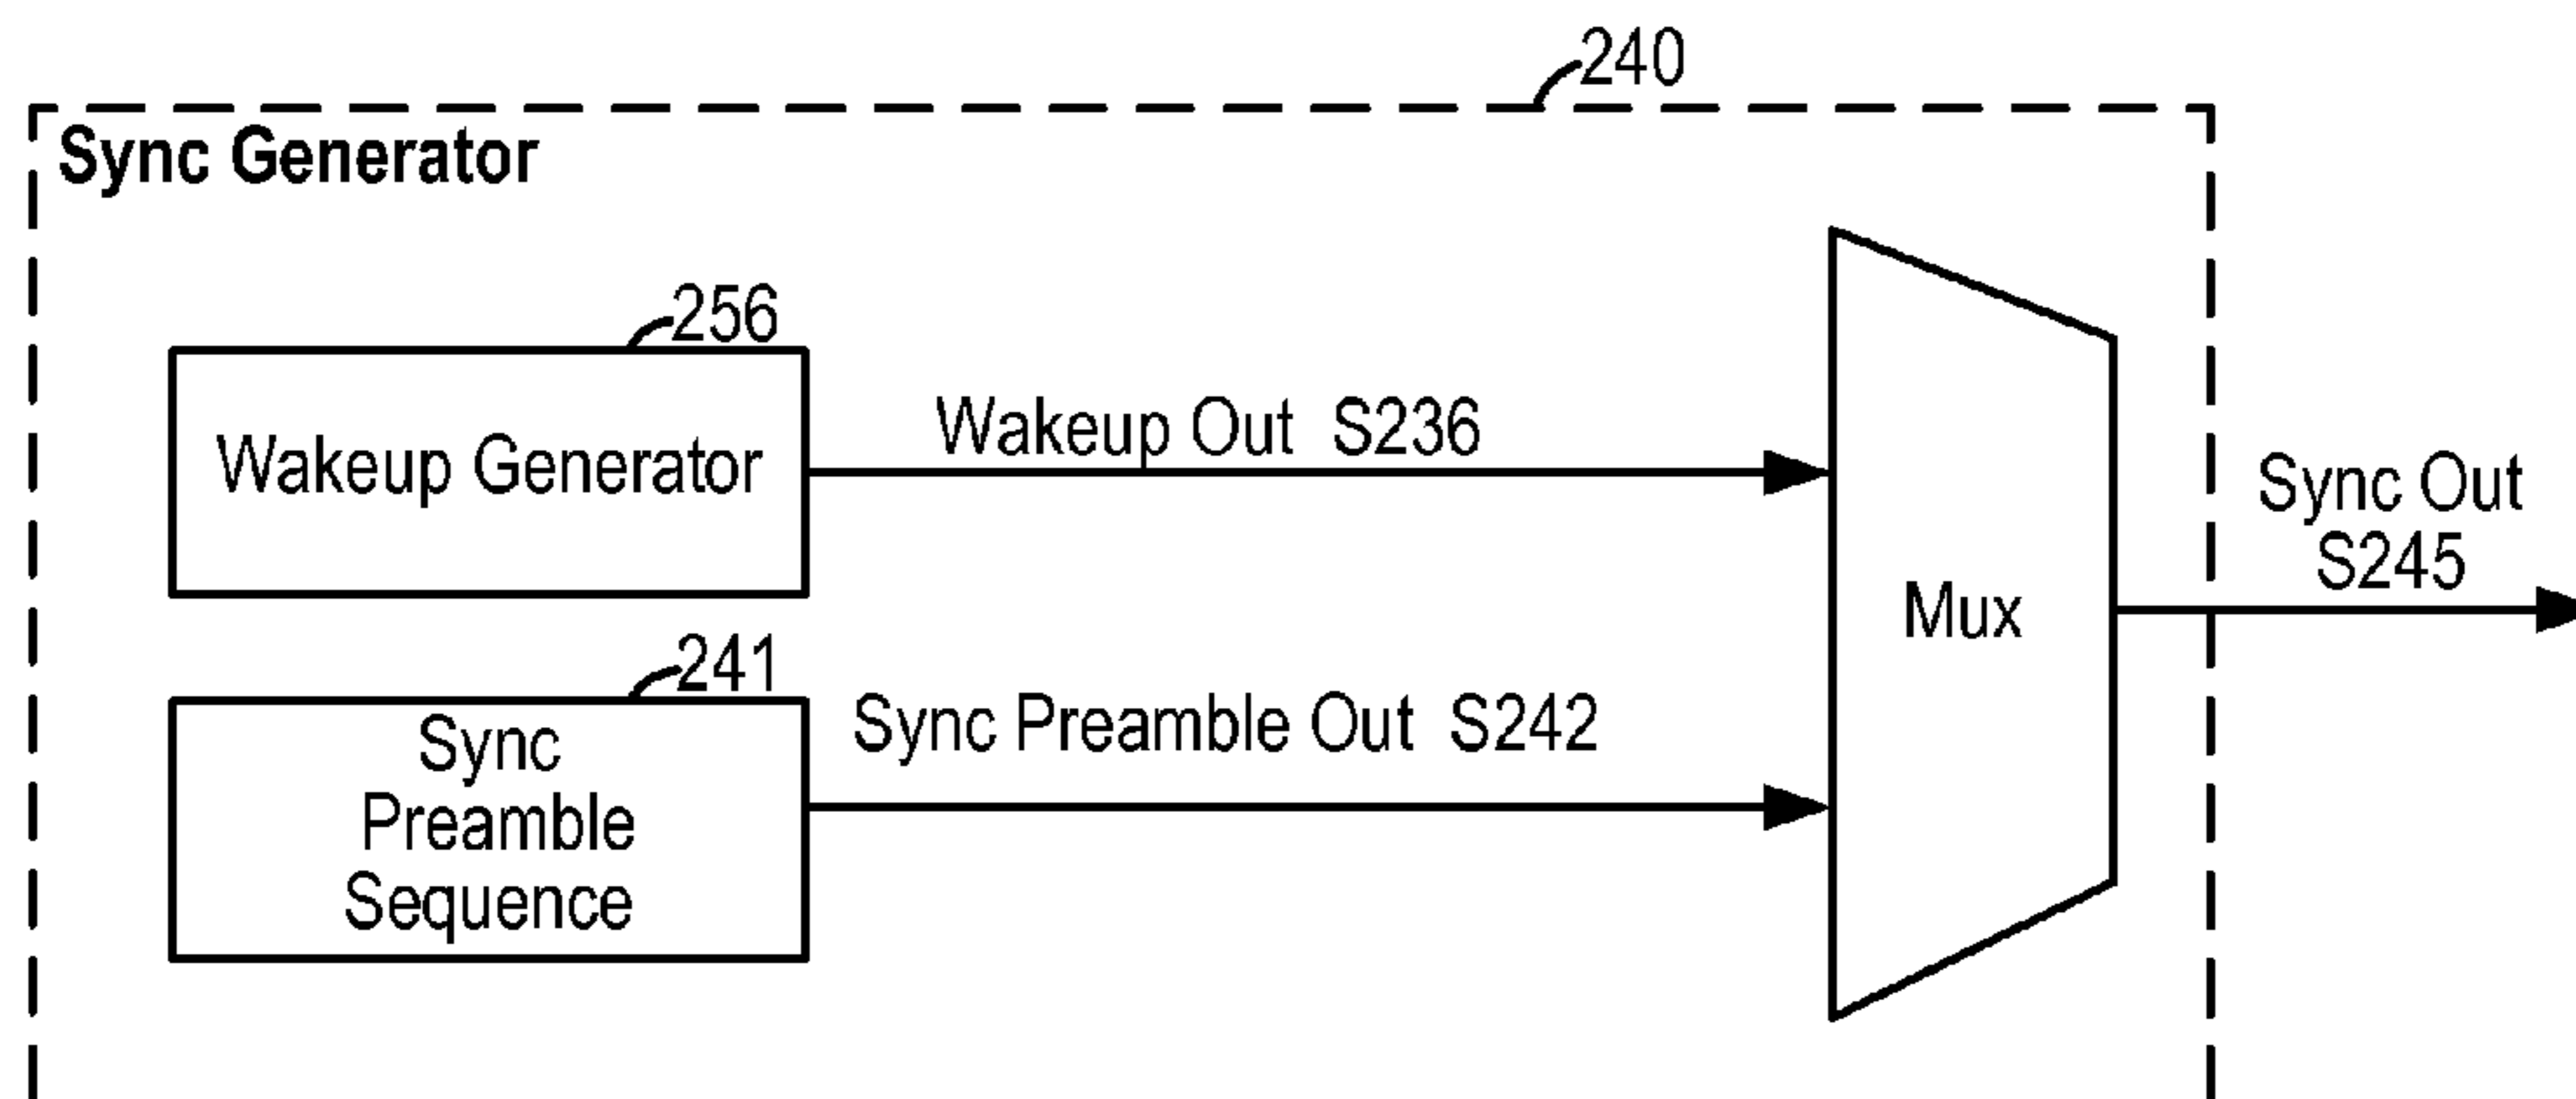 240
Sync Generator
256
Wakeup Generator
Wakeup Out S236
Sync Out
S245
Mux
241
Sync
Preamble
Sequence
Sync Preamble Out S242